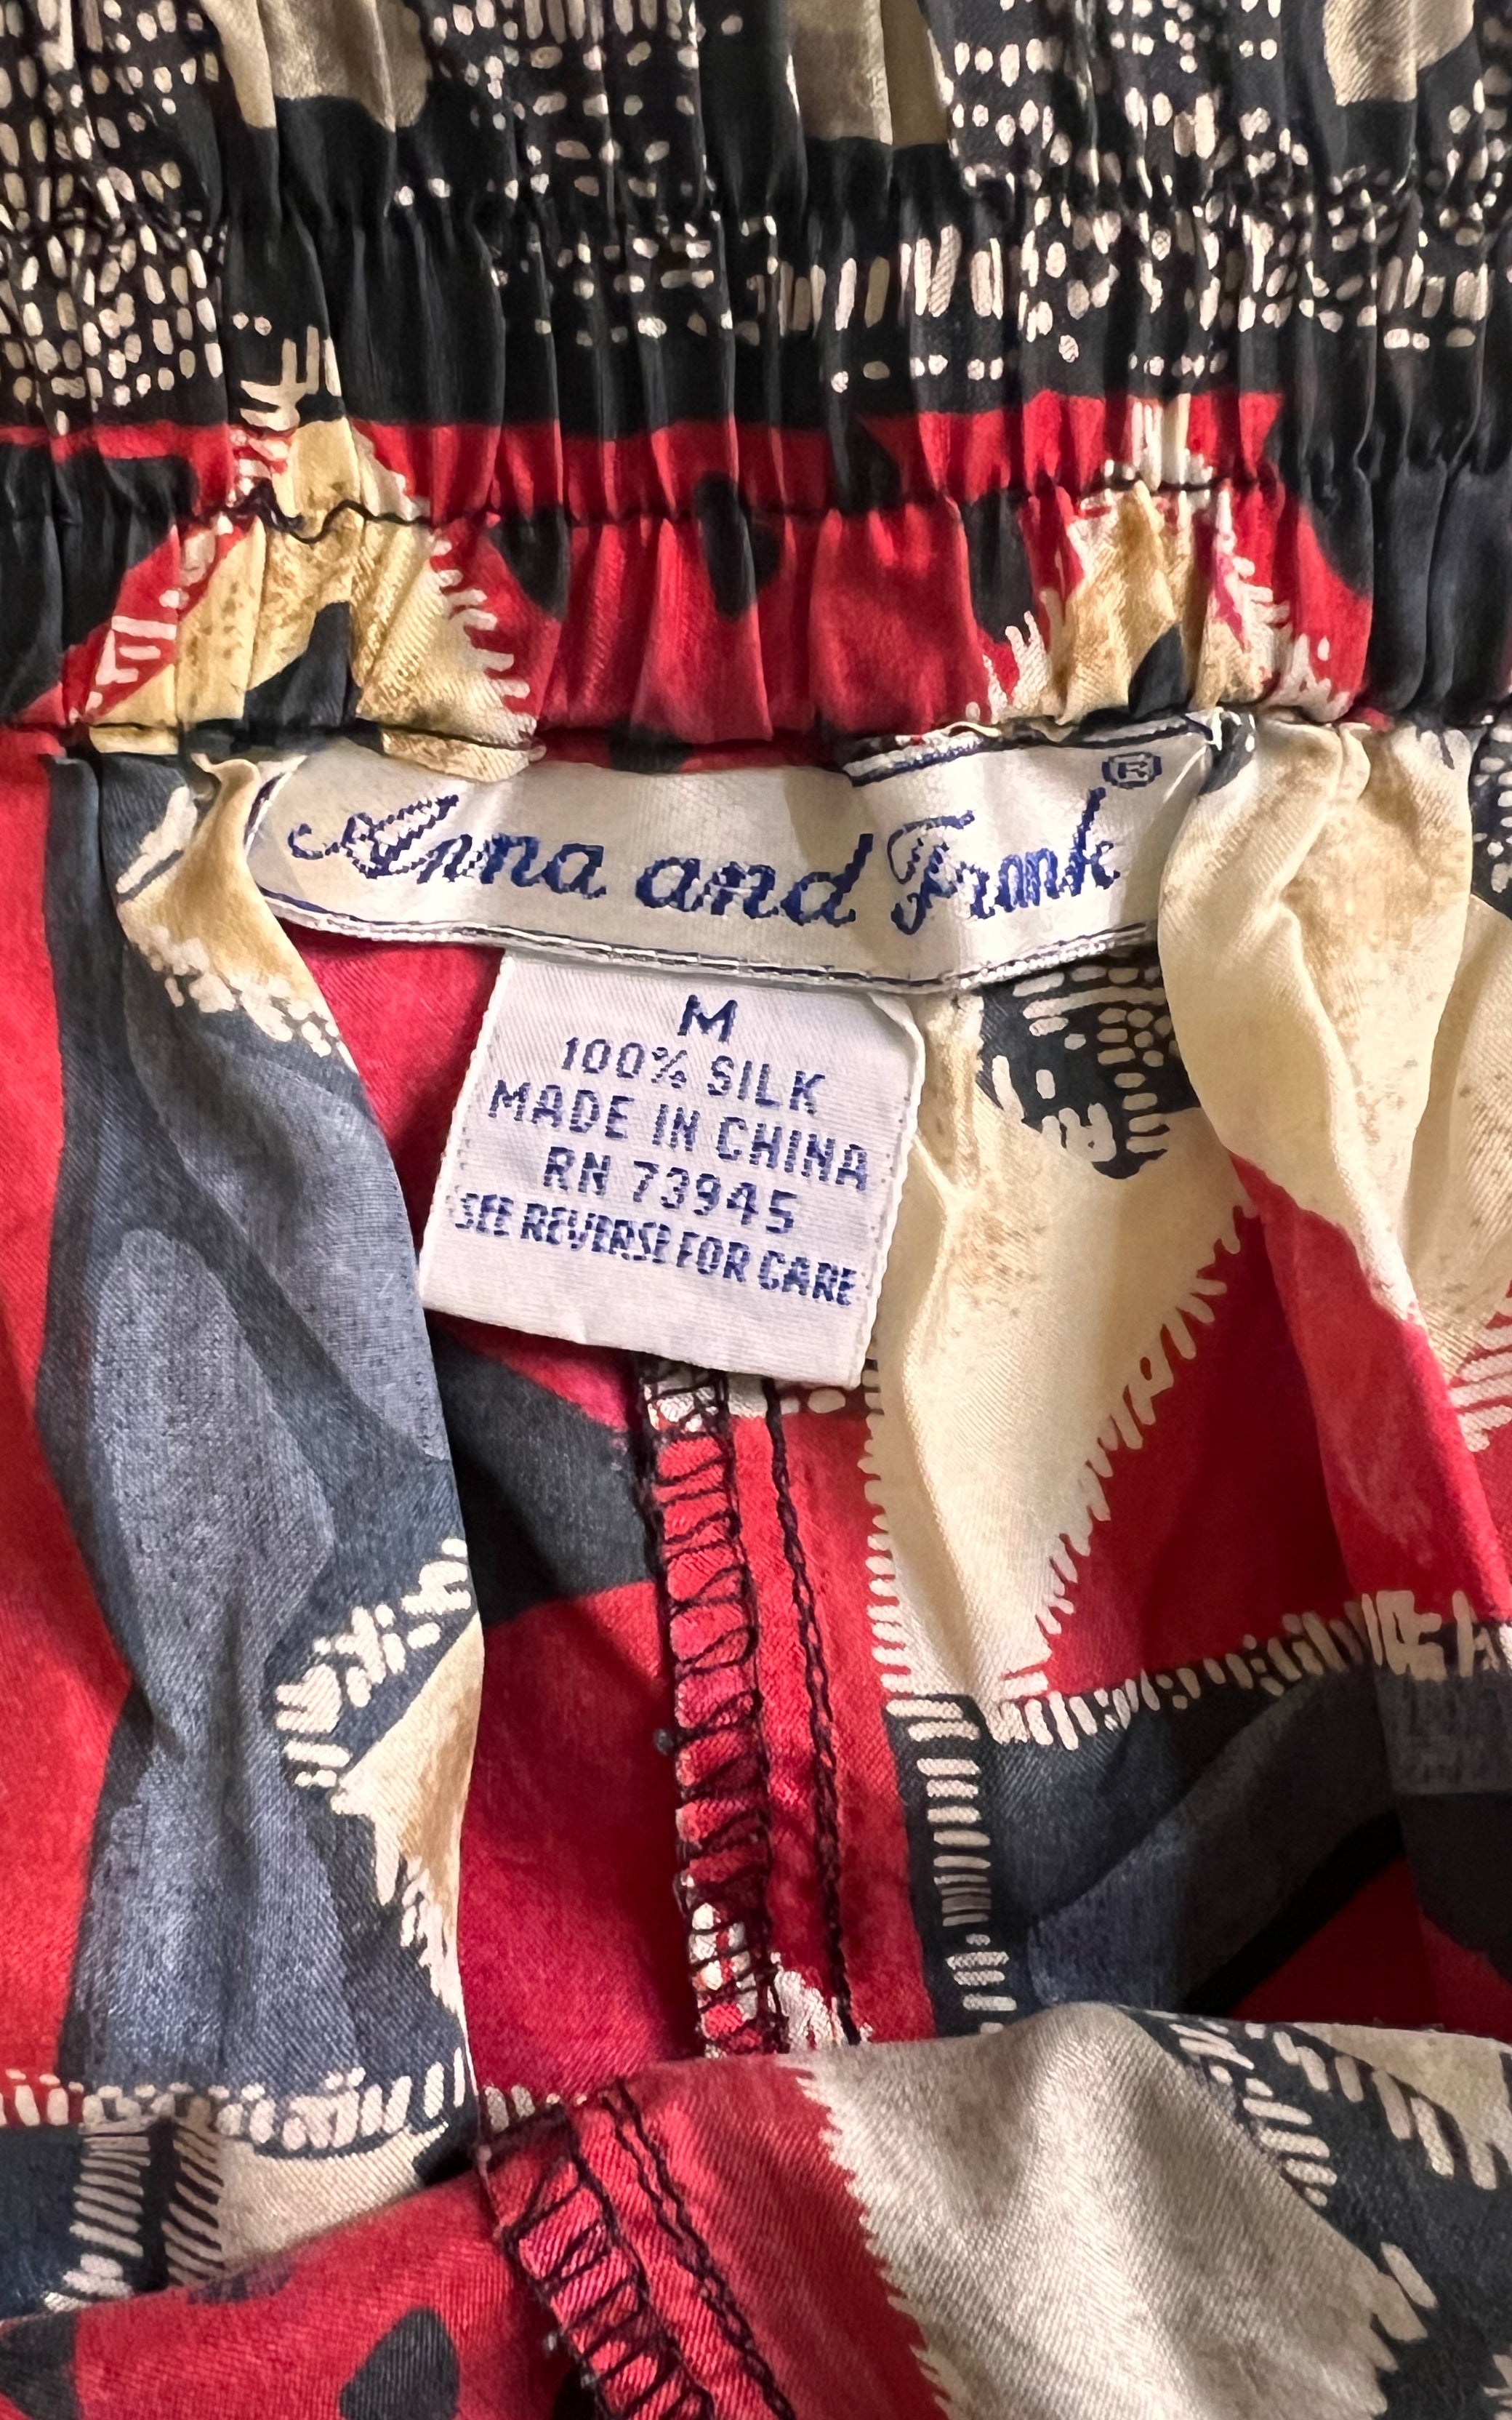 Anna and Frank®
M
100% SILK
MADE IN CHINA
RN 73945
SEE REVERSE FOR CARE